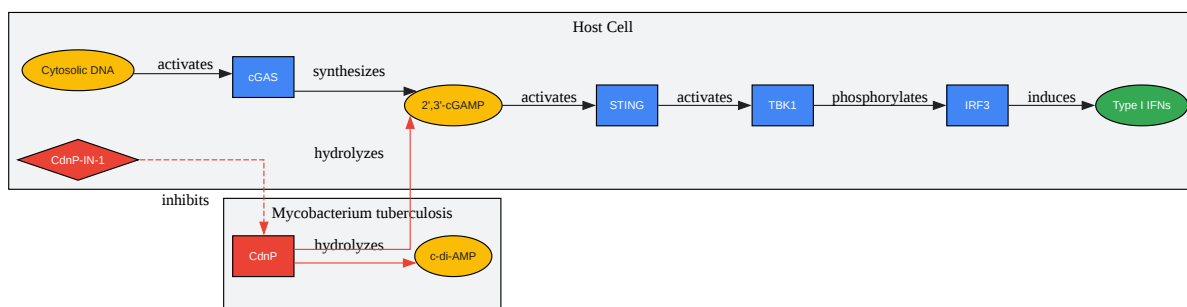 Host Cell
Cytosolic DNA
activates
cGAS
synthesizes
2',3'-cGAMP
activates
STING
activates
TBK1
phosphorylates
IRF3
induces
Type I IFNs
CdnP-IN-1
hydrolyzes
inhibits
Mycobacterium tuberculosis
CdnP
hydrolyzes
c-di-AMP